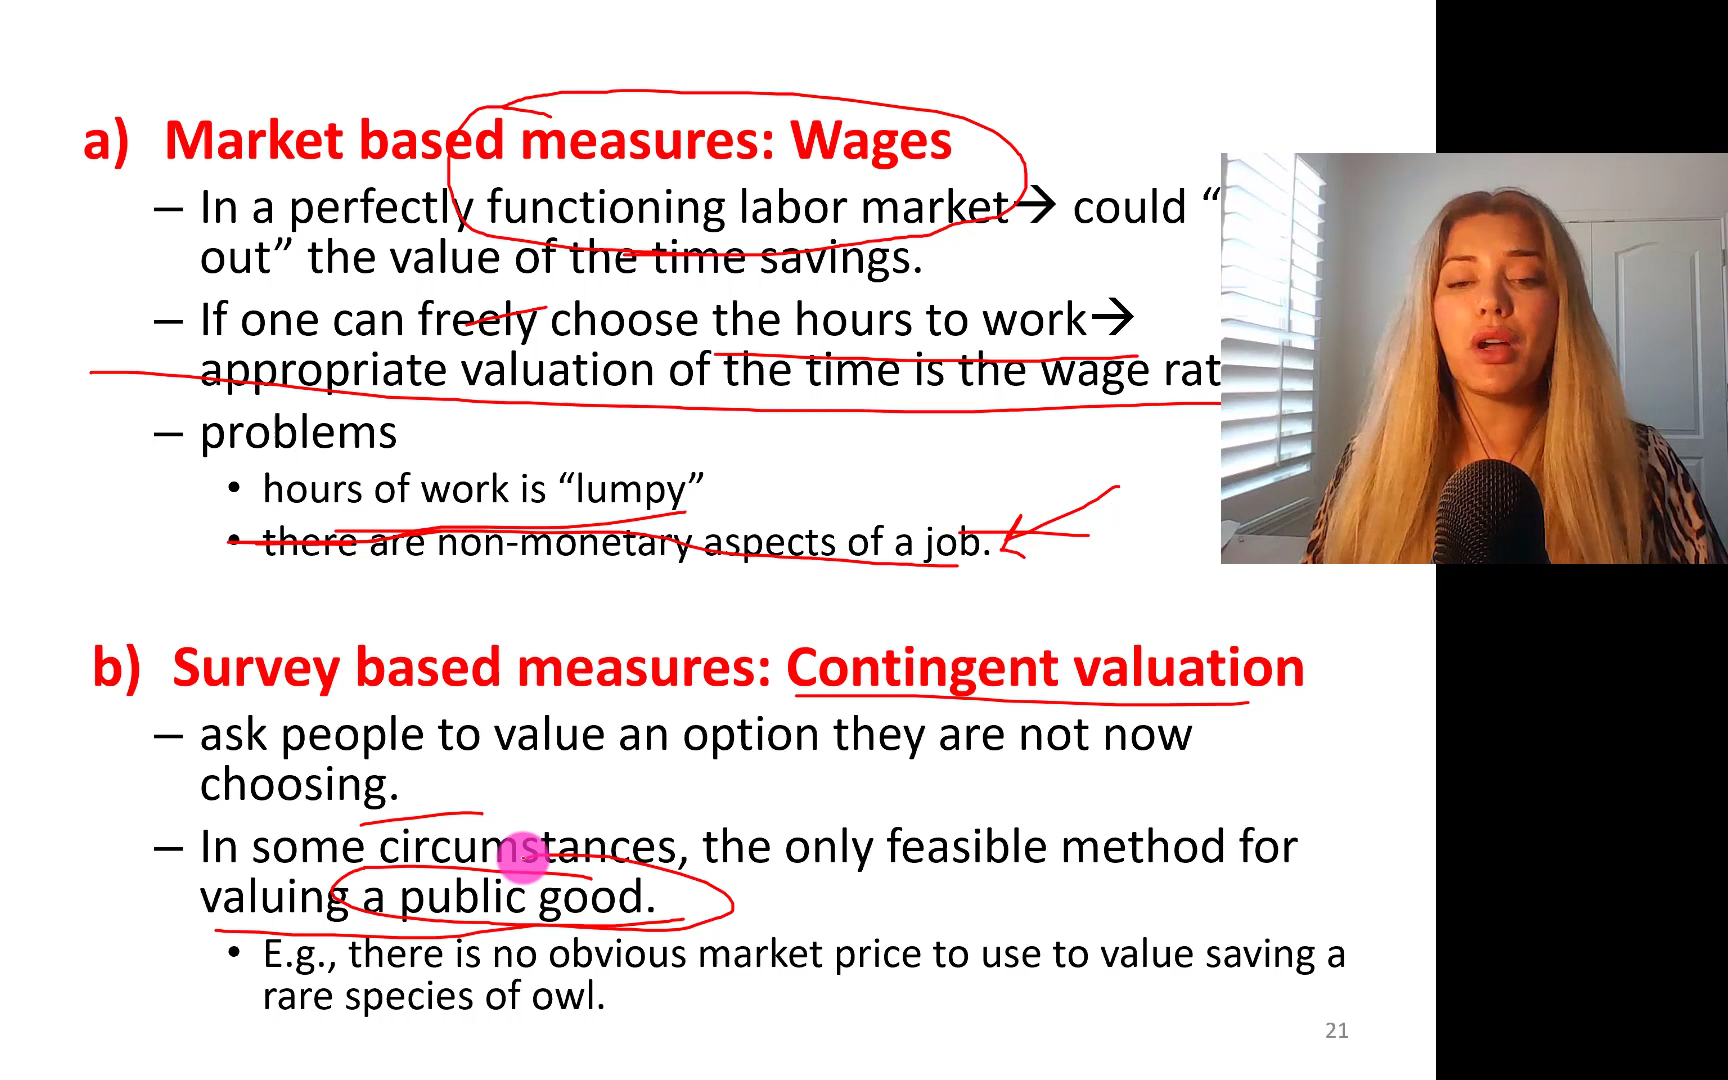 a) Market based measures: Wages
– In a perfectly functioning labor market→ could “
out” the value of the time savings.
– If one can freely choose the hours to work→
appropriate valuation of the time is the wage rat
– problems
• hours of work is “lumpy”
• there are non-monetary aspects of a job.
b) Survey based measures: Contingent valuation
– ask people to value an option they are not now
choosing.
– In some circumstances, the only feasible method for
valuing a public good.
• E.g., there is no obvious market price to use to value saving a
rare species of owl.
21